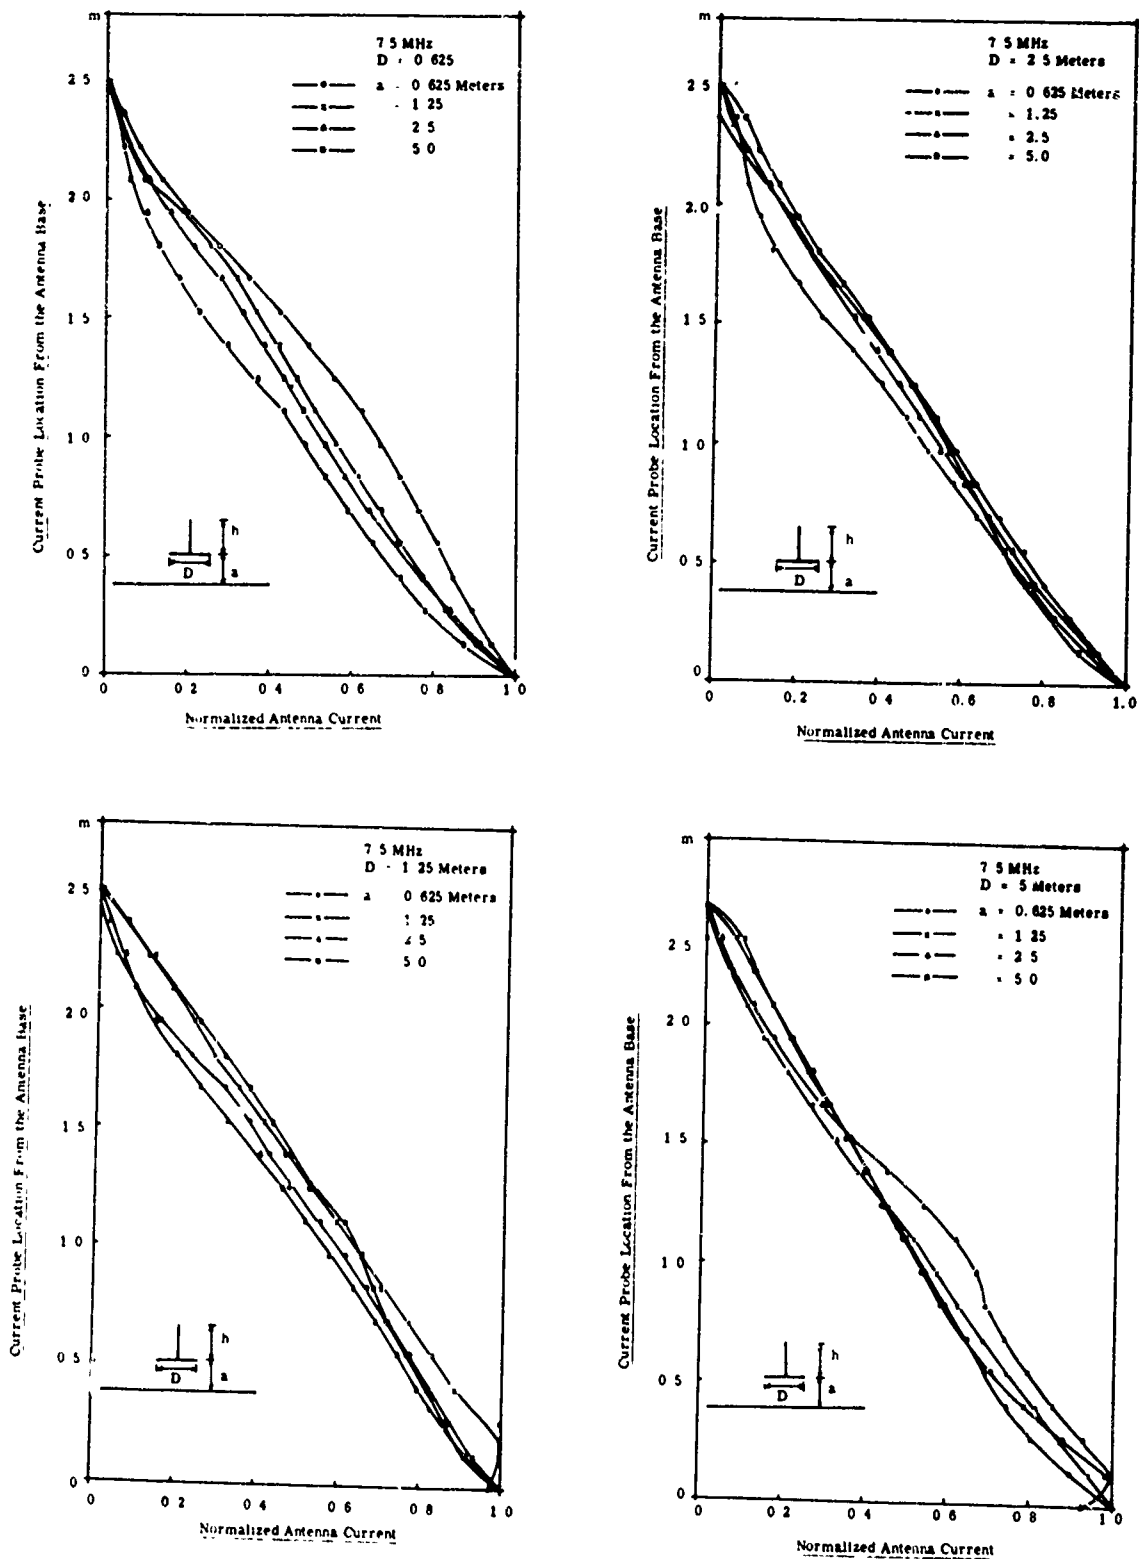 m
7 5 MHz
D = 0 625
a - 0 625 Meters
- 1 25
2 5
5 0
2 5
2 0
1 5
1 0
0 5
0
0 0 2 0 4 0 6 0 8 1 0
Current Probe Location From the Antenna Base
Normalized Antenna Current
h
D
a
m
7 5 MHz
D = 2 5 Meters
a = 0 625 Meters
= 1.25
= 2.5
= 5.0
2.5
2.0
1.5
1.0
0.5
0
0 0.2 0.4 0.6 0.8 1.0
Current Probe Location From the Antenna Base
Normalized Antenna Current
h
D
a
m
7 5 MHz
D - 1 25 Meters
a 0 625 Meters
1 25
2 5
5 0
2 5
2 0
1 5
1 0
0 5
0
0 0 2 0 4 0 6 0 8 1 0
Current Probe Location From the Antenna Base
Normalized Antenna Current
h
D
a
m
7 5 MHz
D = 5 Meters
a = 0.625 Meters
= 1 25
= 2 5
= 5 0
2 5
2 0
1 5
1 0
0 5
0
0 0 2 0 4 0 6 0 8 1 0
Current Probe Location From the Antenna Base
Normalized Antenna Current
h
D
a